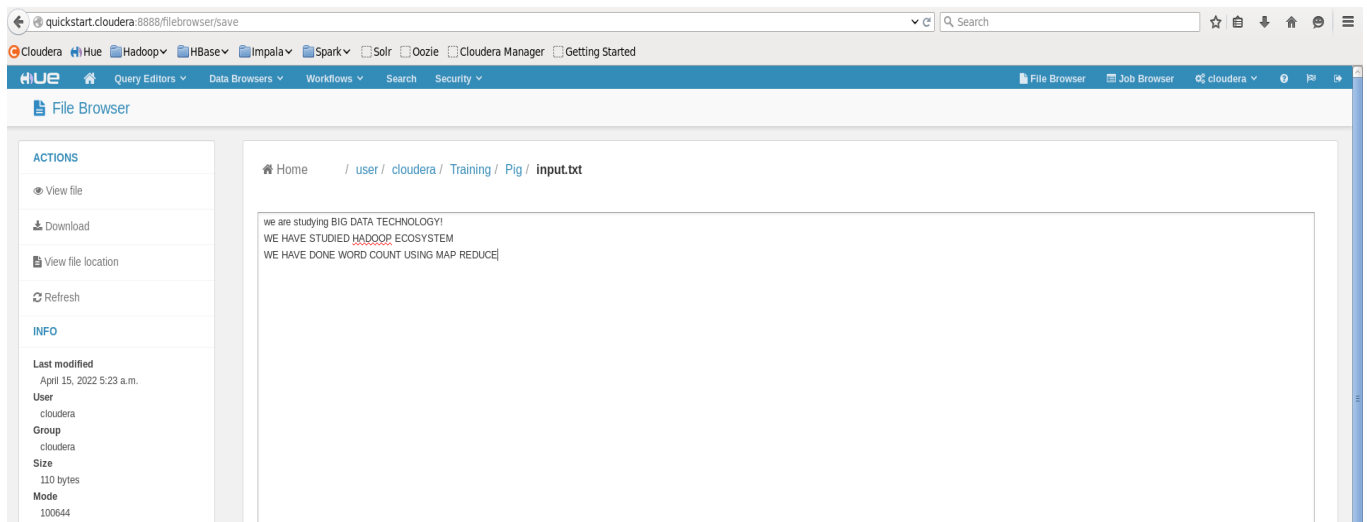 quickstart.cloudera:8888/filebrowser/save
Search
Cloudera Hue Hadoop HBase Impala Spark Solr Oozie Cloudera Manager Getting Started
HUE Query Editors Data Browsers Workflows Search Security File Browser Job Browser cloudera
File Browser
ACTIONS
View file
Download
View file location
Refresh
INFO
Last modified
April 15, 2022 5:23 a.m.
User
cloudera
Group
cloudera
Size
110 bytes
Mode
100644
Home / user / cloudera / Training / Pig / input.txt
we are studying BIG DATA TECHNOLOGY!
WE HAVE STUDIED HADOOP ECOSYSTEM
WE HAVE DONE WORD COUNT USING MAP REDUCE